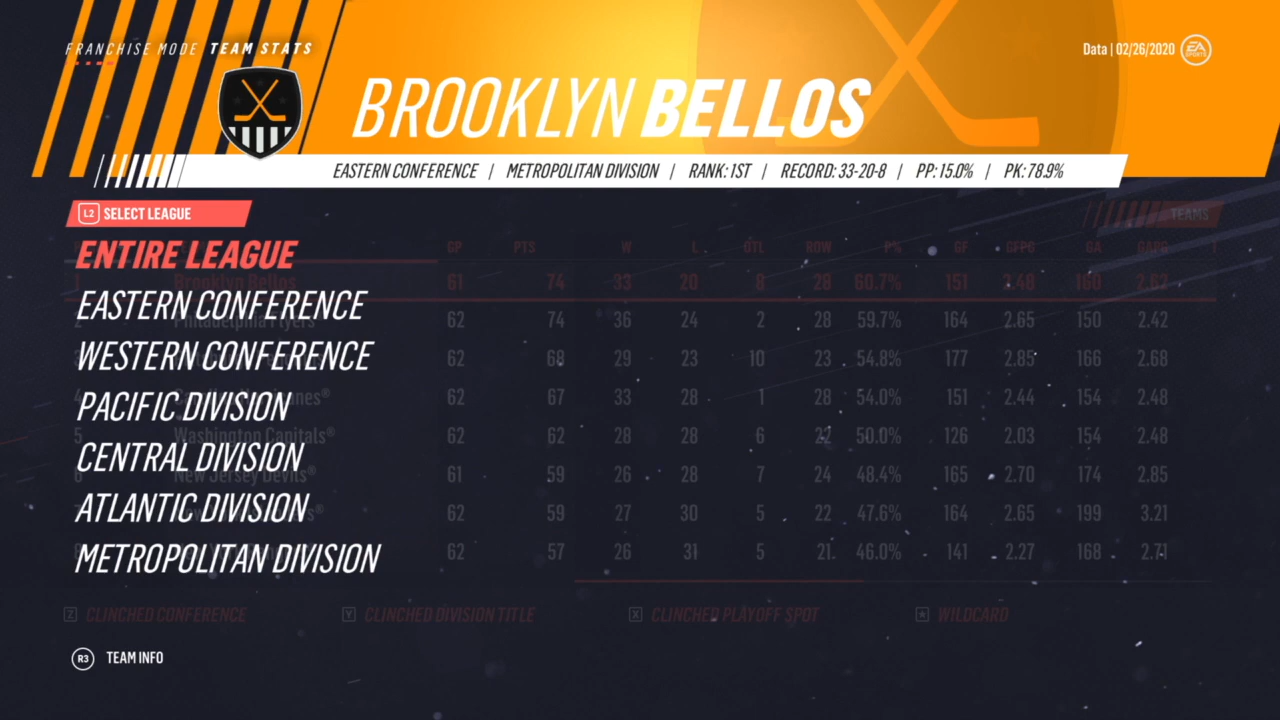 FRANCHISE MODE TEAM STATS
Data | 02/26/2020
BROOKLYN BELLOS
EASTERN CONFERENCE / METROPOLITAN DIVISION / RANK: 1ST / RECORD: 33-20-8 / PP: 15.0% / PK: 78.9%
L2 SELECT LEAGUE
TEAMS
ENTIRE LEAGUE
GP PTS W L OTL ROW P% GF GFPG GA GAPG
1 Brooklyn Bellos 61 74 33 20 8 28 60.7% 151 2.62
EASTERN CONFERENCE
2 Philadelphia Flyers 62 74 36 24 2 28 59.7% 164 2.65 150 2.42
WESTERN CONFERENCE
3 62 68 29 23 10 23 54.8% 177 2.85 166 2.68
PACIFIC DIVISION
4 62 67 33 28 1 28 54.0% 151 2.44 154 2.48
CENTRAL DIVISION
5 Washington Capitals® 62 62 28 28 6 22 50.0% 126 2.03 154 2.48
6 New Jersey Devils® 61 59 26 28 7 24 48.4% 165 2.70 174 2.85
ATLANTIC DIVISION
62 59 27 30 5 22 47.6% 164 2.65 199 3.21
METROPOLITAN DIVISION
62 57 26 31 5 21 46.0% 141 2.27 168 2.71
Z CLINCHED CONFERENCE Y CLINCHED DIVISION TITLE X CLINCHED PLAYOFF SPOT * WILDCARD
R3 TEAM INFO